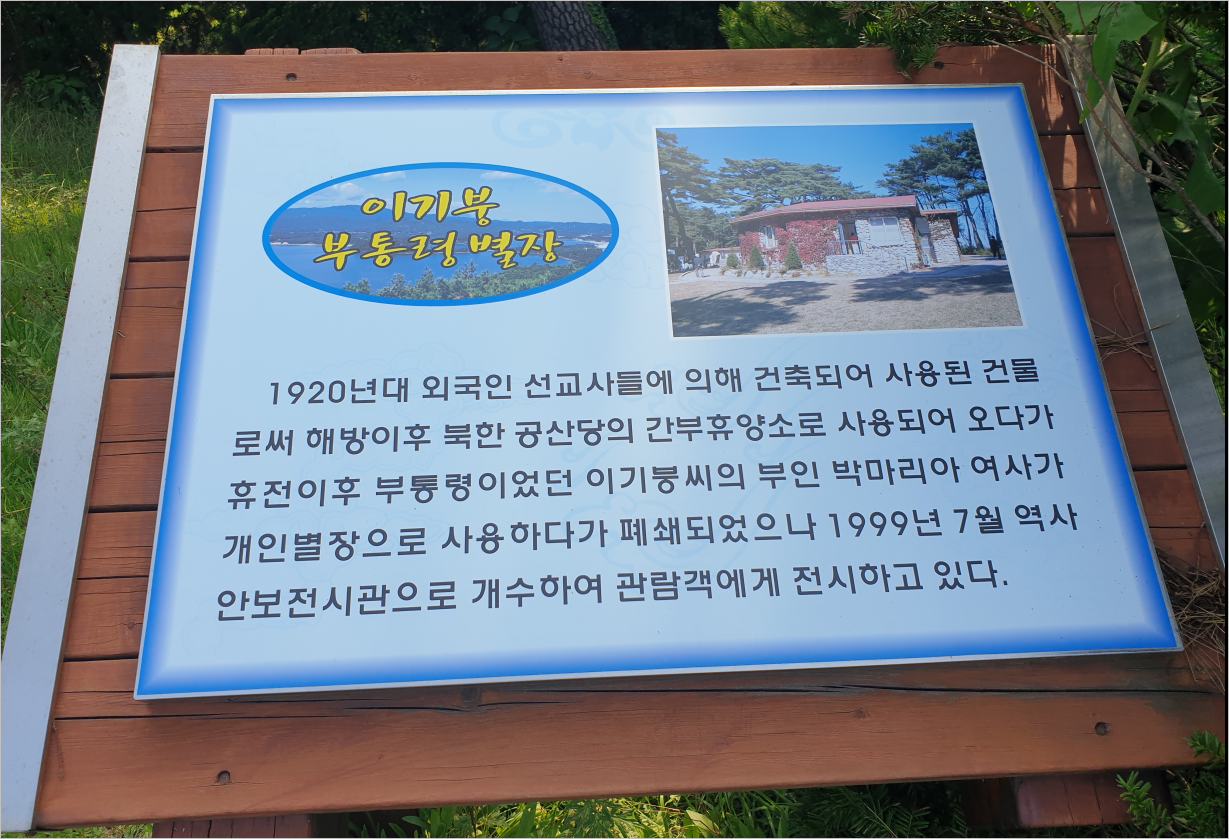 이기붕
부통령 별장
1920년대 외국인 선교사들에 의해 건축되어 사용된 건물
로써 해방이후 북한 공산당의 간부휴양소로 사용되어 오다가
휴전이후 부통령이었던 이기붕씨의 부인 박마리아 여사가
개인별장으로 사용하다가 폐쇄되었으나 1999년 7월 역사
안보전시관으로 개수하여 관람객에게 전시하고 있다.